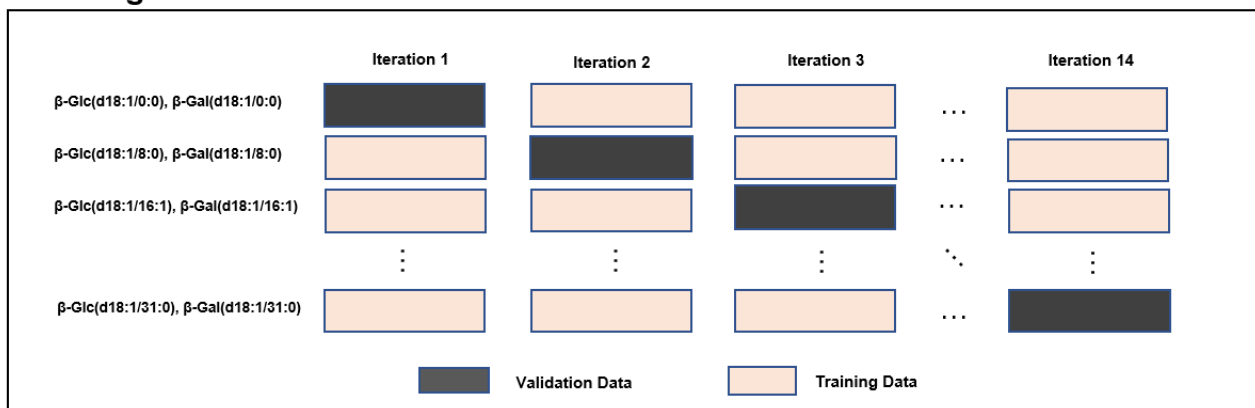 Iteration 1 Iteration 2 Iteration 3 Iteration 14
β-Glc(d18:1/0:0), β-Gal(d18:1/0:0) ...
β-Glc(d18:1/8:0), β-Gal(d18:1/8:0) ...
β-Glc(d18:1/16:1), β-Gal(d18:1/16:1) ...
β-Glc(d18:1/31:0), β-Gal(d18:1/31:0) ...
Validation Data Training Data